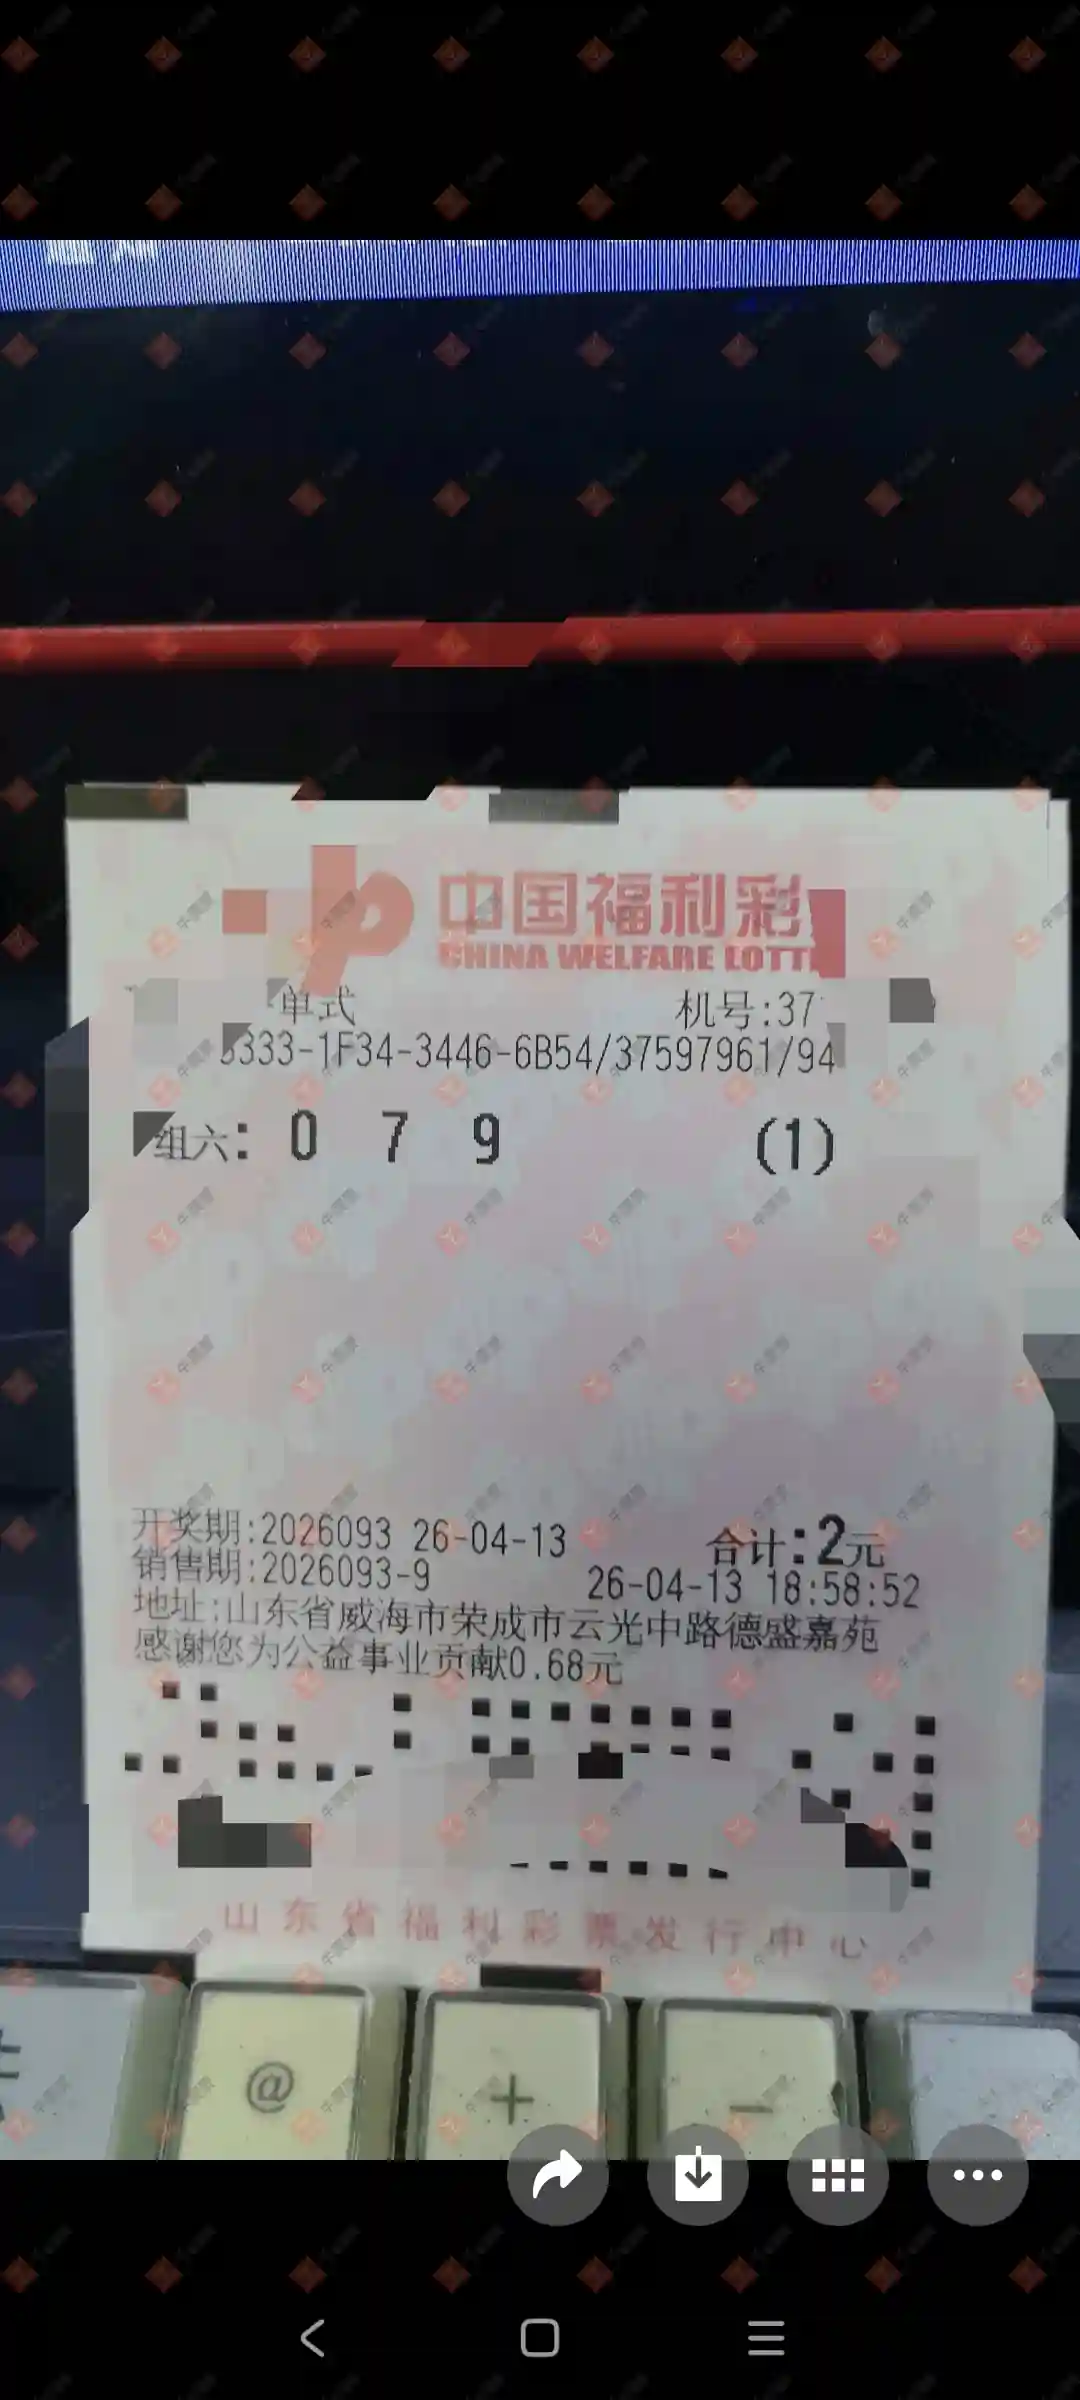 中国福利彩
CHINA WELFARE LOTT
单式 机号:37
333-1F34-3446-6B54/37597961/94
组六: 0 7 9 (1)
开奖期:2026093 26-04-13 合计:2元
销售期:2026093-9 26-04-13 18:58:52
地址:山东省威海市荣成市云光中路德盛嘉苑
感谢您为公益事业贡献0.68元
山东省福利彩票发行中心
@ + -